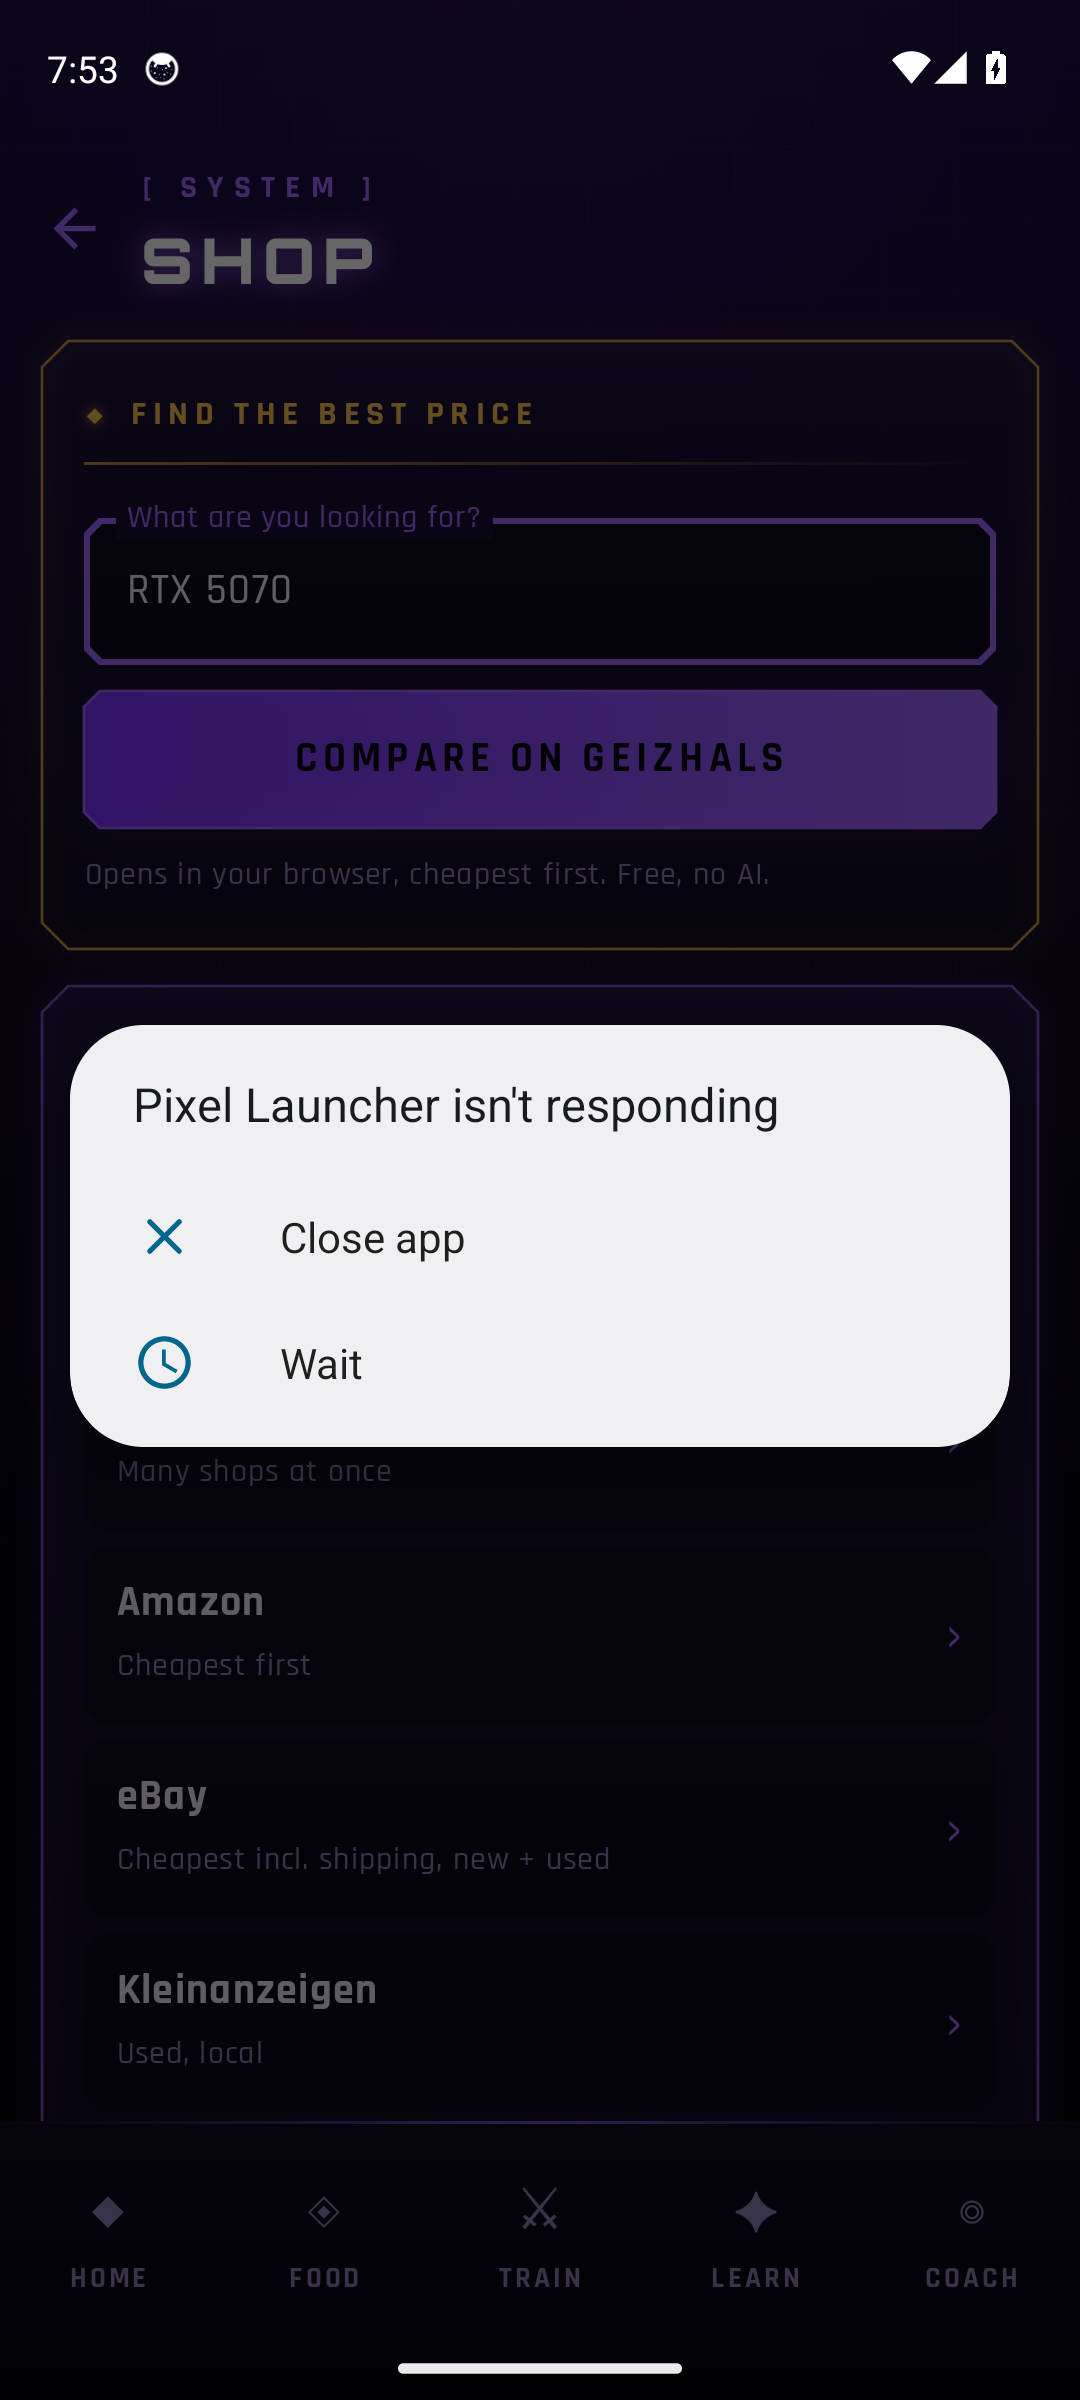 7:53
[ SYSTEM ]
SHOP
FIND THE BEST PRICE
What are you looking for?
RTX 5070
COMPARE ON GEIZHALS
Opens in your browser, cheapest first. Free, no AI.
Pixel Launcher isn't responding
Close app
Wait
Many shops at once
Amazon
Cheapest first
eBay
Cheapest incl. shipping, new + used
Kleinanzeigen
Used, local
HOME
FOOD
TRAIN
LEARN
COACH